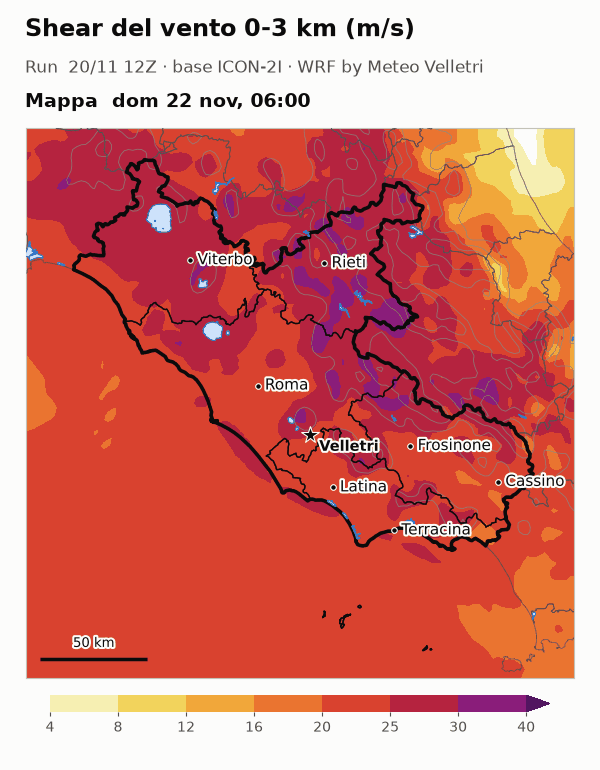 Shear del vento 0-3 km (m/s)
Run  20/11 12Z · base ICON-2I · WRF by Meteo Velletri
Mappa  dom 22 nov, 06:00
Viterbo
Rieti
Roma
Velletri
Frosinone
Cassino
Latina
Terracina
50 km
4 8 12 16 20 25 30 40